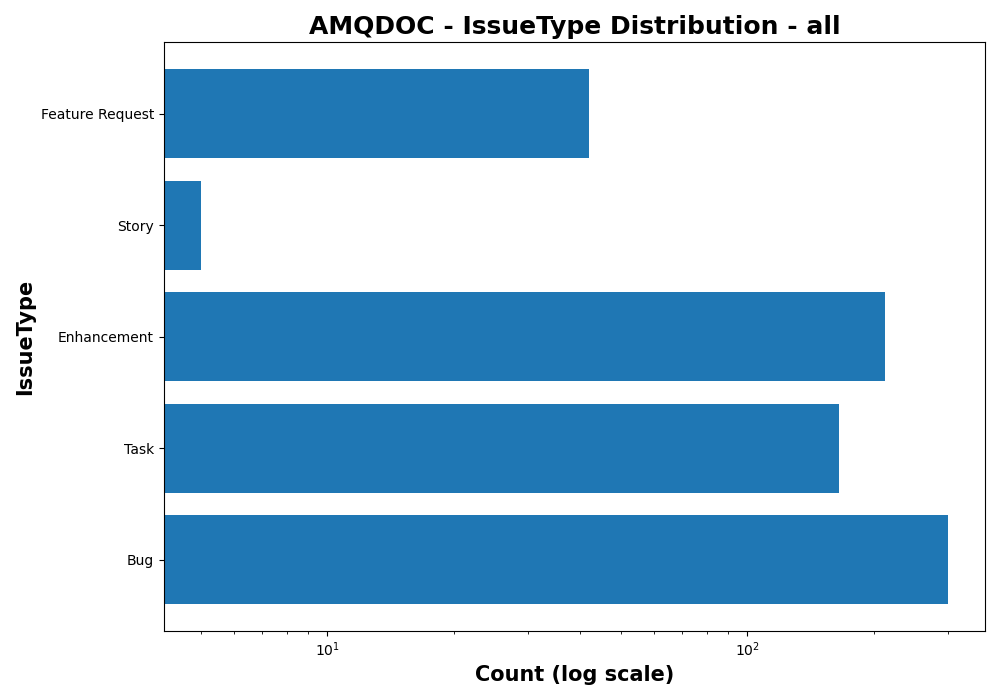 AMQDOC - IssueType Distribution - all
IssueType
Feature Request
Story
Enhancement
Task
Bug
10¹
10²
Count (log scale)